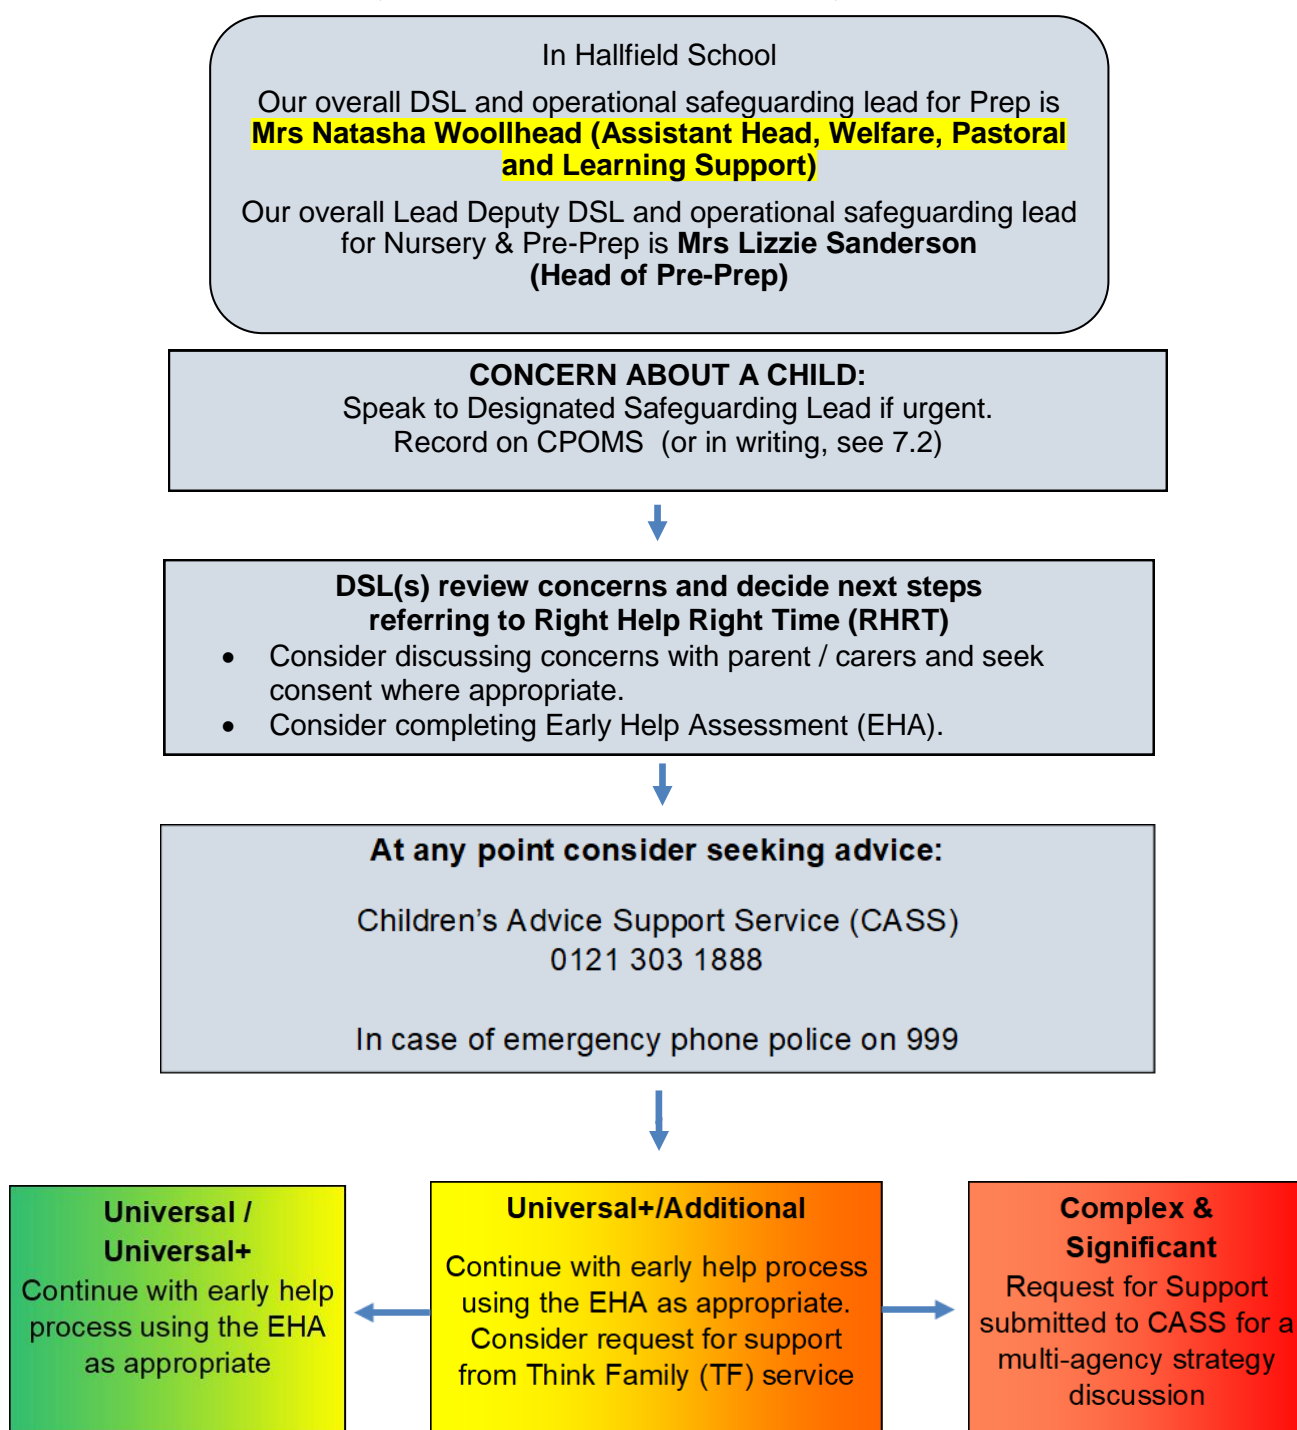 In Hallfield School
Our overall DSL and operational safeguarding lead for Prep is
Mrs Natasha Woollhead (Assistant Head, Welfare, Pastoral
and Learning Support)
Our overall Lead Deputy DSL and operational safeguarding lead
for Nursery & Pre-Prep is Mrs Lizzie Sanderson
(Head of Pre-Prep)
CONCERN ABOUT A CHILD:
Speak to Designated Safeguarding Lead if urgent.
Record on CPOMS (or in writing, see 7.2)
DSL(s) review concerns and decide next steps
referring to Right Help Right Time (RHRT)
• Consider discussing concerns with parent / carers and seek
consent where appropriate.
• Consider completing Early Help Assessment (EHA).
At any point consider seeking advice:
Children's Advice Support Service (CASS)
0121 303 1888
In case of emergency phone police on 999
Universal /
Universal+
Continue with early help
process using the EHA
as appropriate
Universal+/Additional
Continue with early help process
using the EHA as appropriate.
Consider request for support
from Think Family (TF) service
Complex &
Significant
Request for Support
submitted to CASS for a
multi-agency strategy
discussion